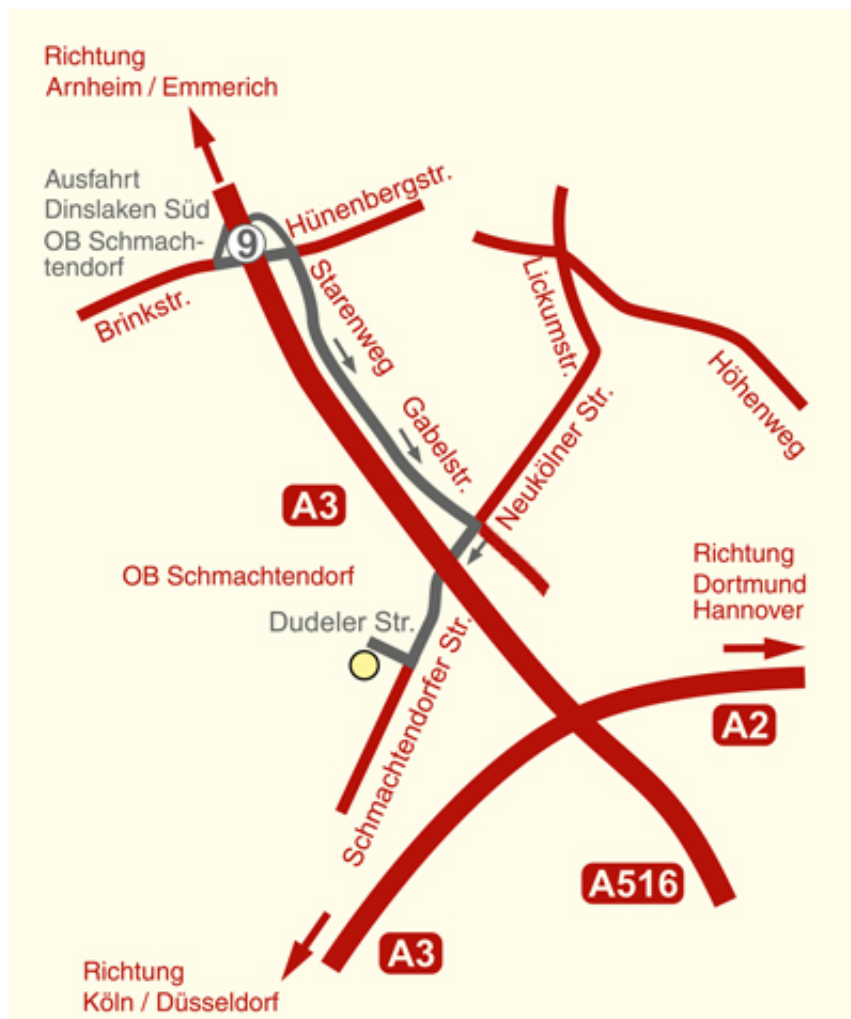 Richtung
Arnheim / Emmerich
Ausfahrt
Dinslaken Süd
OB Schmach-
tendorf
9
Hünenbergstr.
Brinkstr.
Starenweg
Lickumstr.
Höhenweg
Gabelstr.
Neukölner Str.
A3
OB Schmachtendorf
Richtung
Dortmund
Hannover
Dudeler Str.
Schmachtendorfer Str.
A2
A516
A3
Richtung
Köln / Düsseldorf